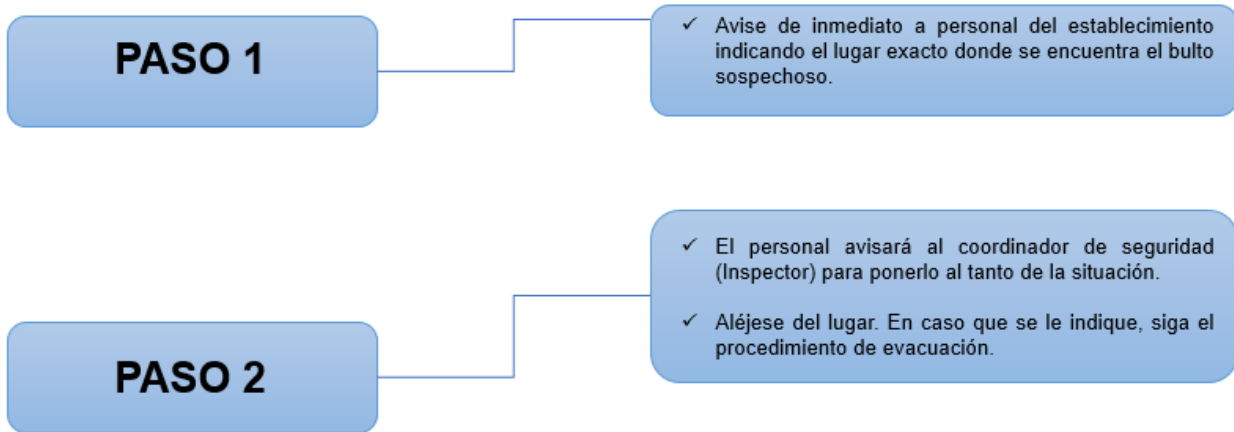 PASO 1
✓ Avise de inmediato a personal del establecimiento
indicando el lugar exacto donde se encuentra el bulto
sospechoso.
✓ El personal avisará al coordinador de seguridad
(Inspector) para ponerlo al tanto de la situación.
✓ Aléjese del lugar. En caso que se le indique, siga el
procedimiento de evacuación.
PASO 2